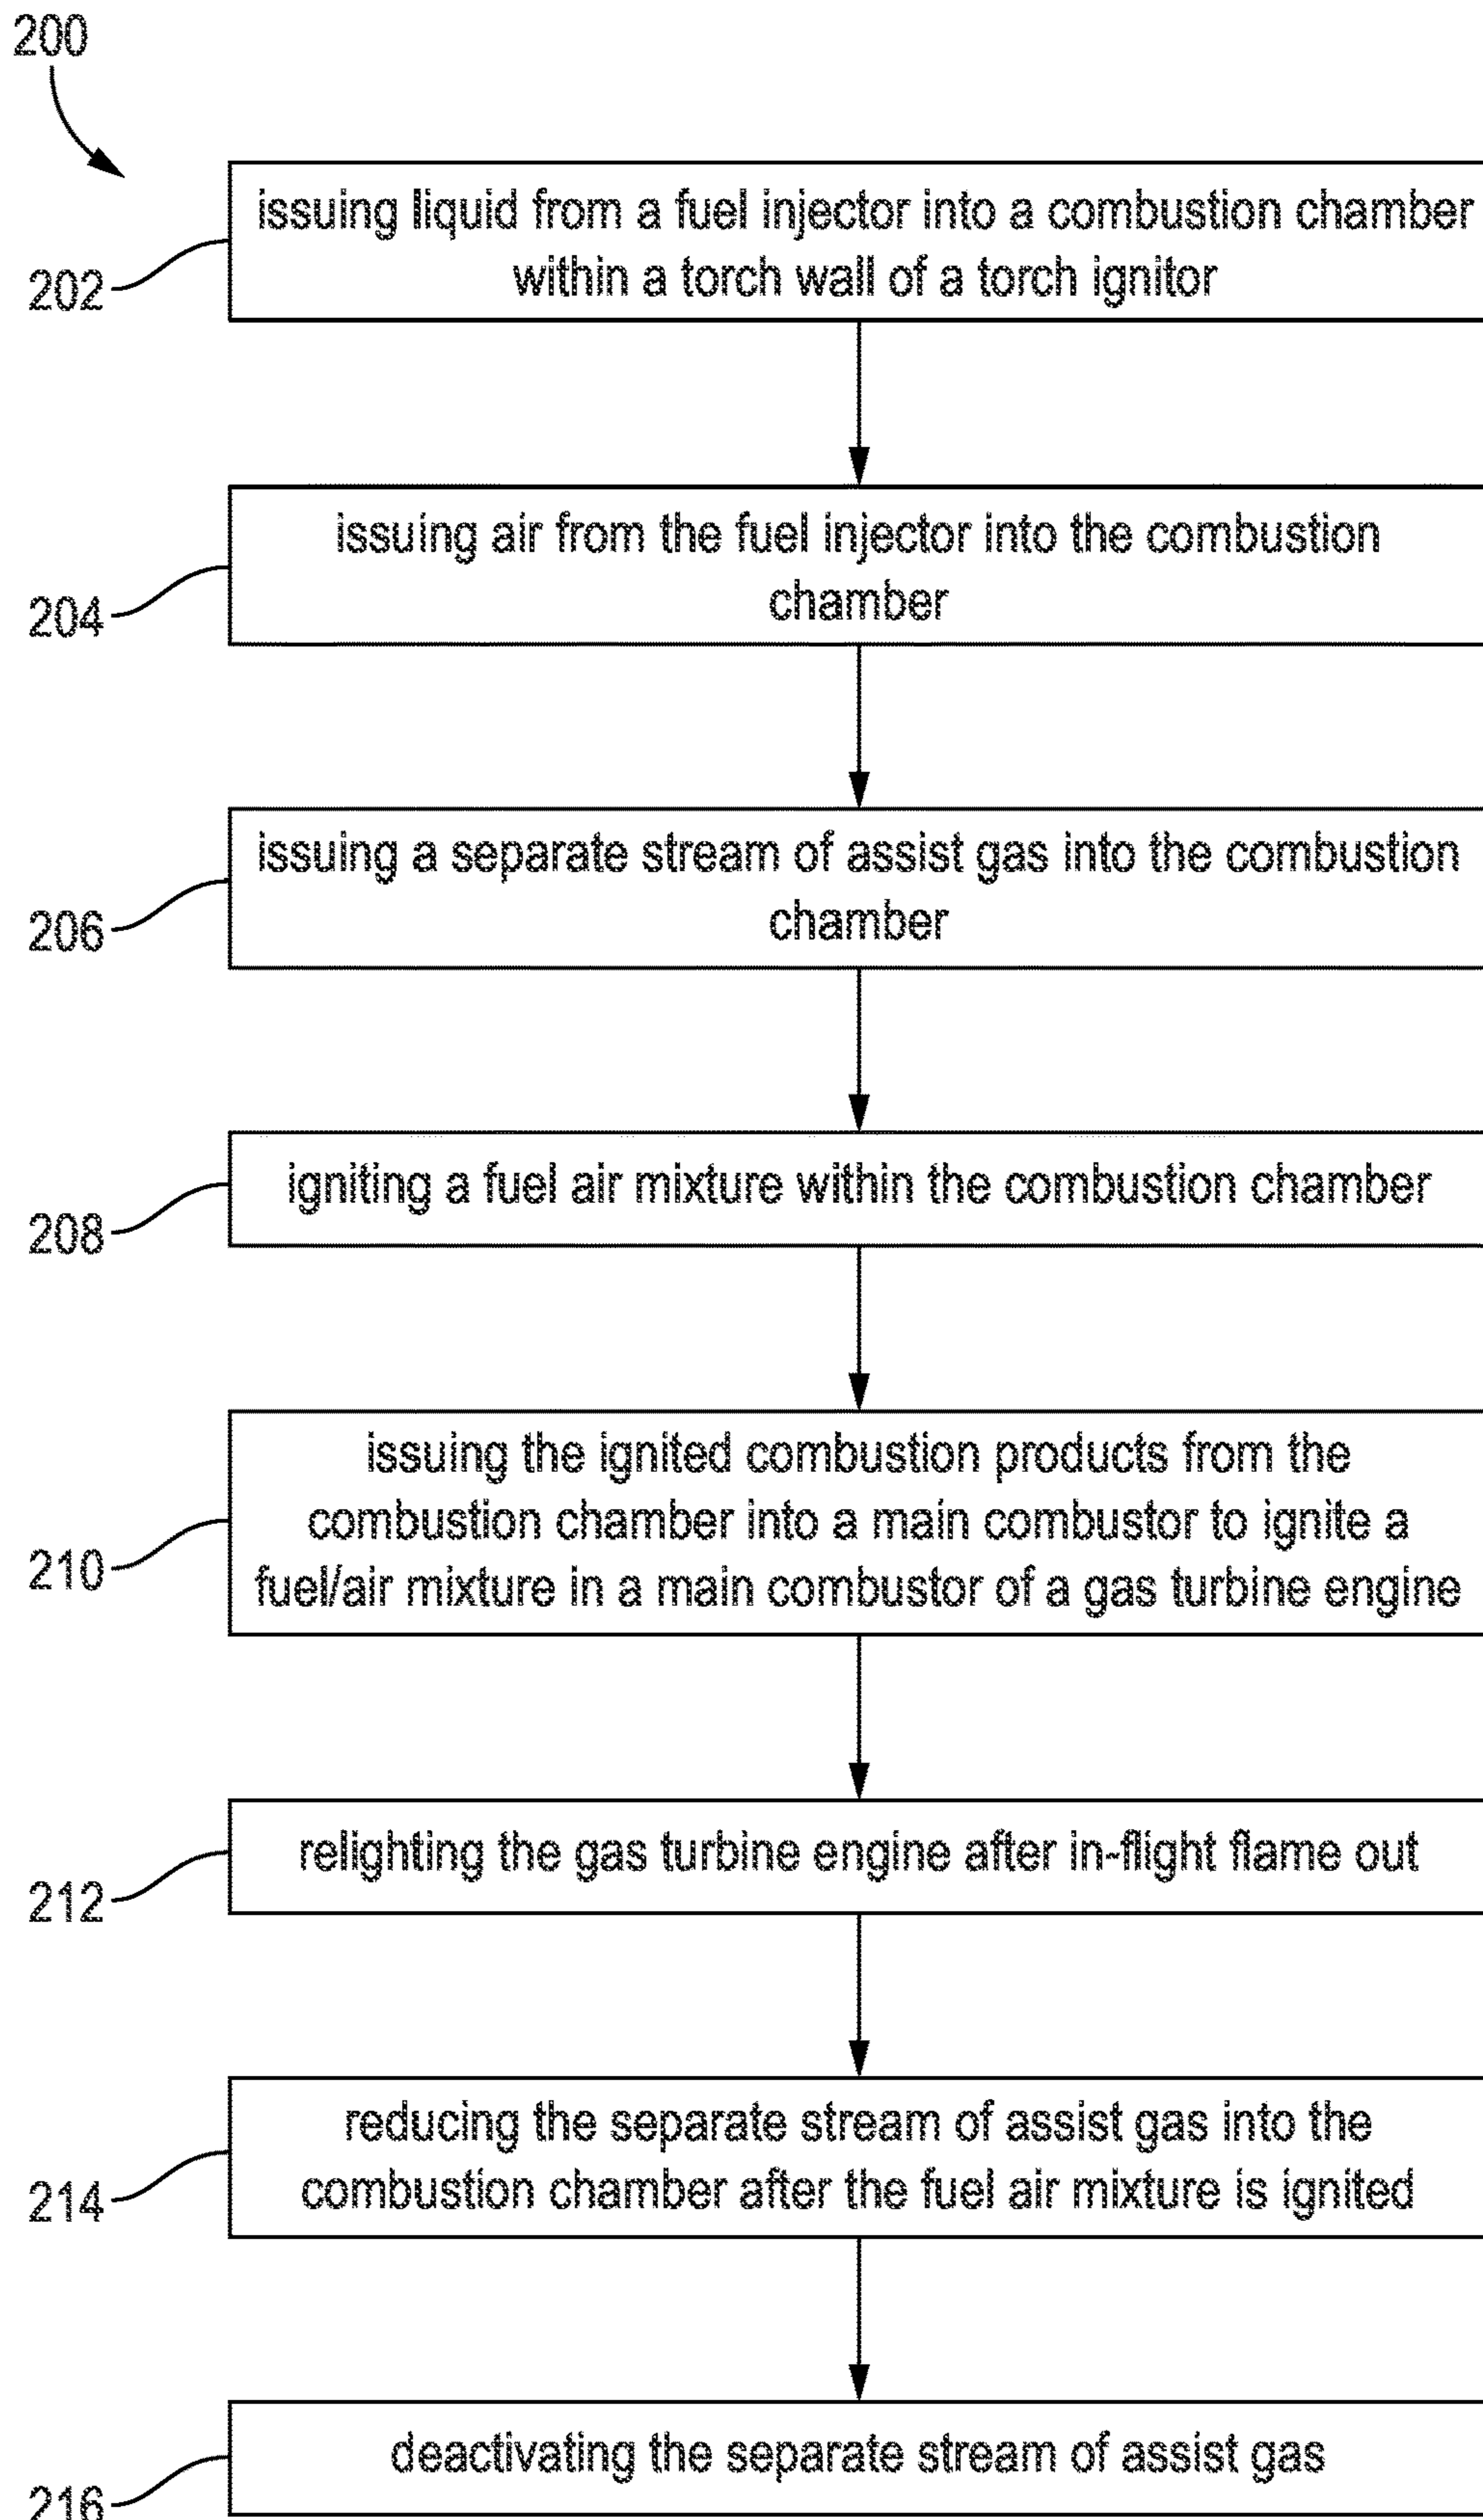 200
202
issuing liquid from a fuel injector into a combustion chamber
within a torch wall of a torch ignitor
204
issuing air from the fuel injector into the combustion
chamber
206
issuing a separate stream of assist gas into the combustion
chamber
208
igniting a fuel air mixture within the combustion chamber
210
issuing the ignited combustion products from the
combustion chamber into a main combustor to ignite a
fuel/air mixture in a main combustor of a gas turbine engine
212
relighting the gas turbine engine after in-flight flame out
214
reducing the separate stream of assist gas into the
combustion chamber after the fuel air mixture is ignited
216
deactivating the separate stream of assist gas